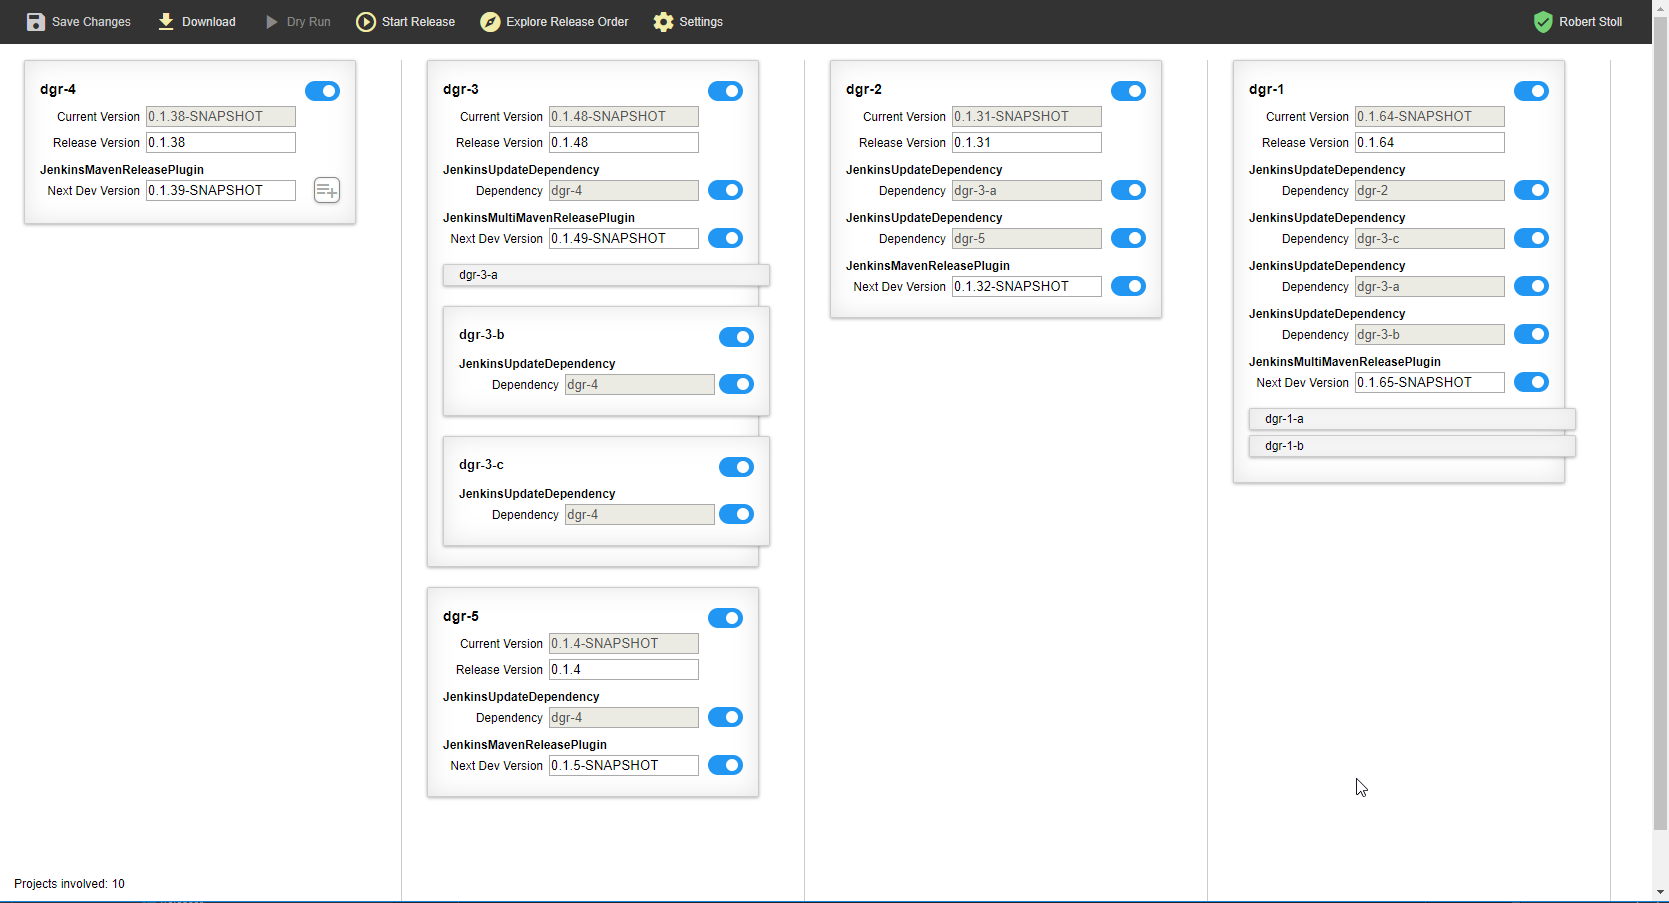 Save Changes Download Dry Run Start Release Explore Release Order Settings Robert Stoll
dgr-4
Current Version 0.1.38-SNAPSHOT
Release Version 0.1.38
JenkinsMavenReleasePlugin
Next Dev Version 0.1.39-SNAPSHOT
dgr-3
Current Version 0.1.48-SNAPSHOT
Release Version 0.1.48
JenkinsUpdateDependency
Dependency dgr-4
JenkinsMultiMavenReleasePlugin
Next Dev Version 0.1.49-SNAPSHOT
dgr-3-a
dgr-3-b
JenkinsUpdateDependency
Dependency dgr-4
dgr-3-c
JenkinsUpdateDependency
Dependency dgr-4
dgr-5
Current Version 0.1.4-SNAPSHOT
Release Version 0.1.4
JenkinsUpdateDependency
Dependency dgr-4
JenkinsMavenReleasePlugin
Next Dev Version 0.1.5-SNAPSHOT
dgr-2
Current Version 0.1.31-SNAPSHOT
Release Version 0.1.31
JenkinsUpdateDependency
Dependency dgr-3-a
JenkinsUpdateDependency
Dependency dgr-5
JenkinsMavenReleasePlugin
Next Dev Version 0.1.32-SNAPSHOT
dgr-1
Current Version 0.1.64-SNAPSHOT
Release Version 0.1.64
JenkinsUpdateDependency
Dependency dgr-2
JenkinsUpdateDependency
Dependency dgr-3-c
JenkinsUpdateDependency
Dependency dgr-3-a
JenkinsUpdateDependency
Dependency dgr-3-b
JenkinsMultiMavenReleasePlugin
Next Dev Version 0.1.65-SNAPSHOT
dgr-1-a
dgr-1-b
Projects involved: 10